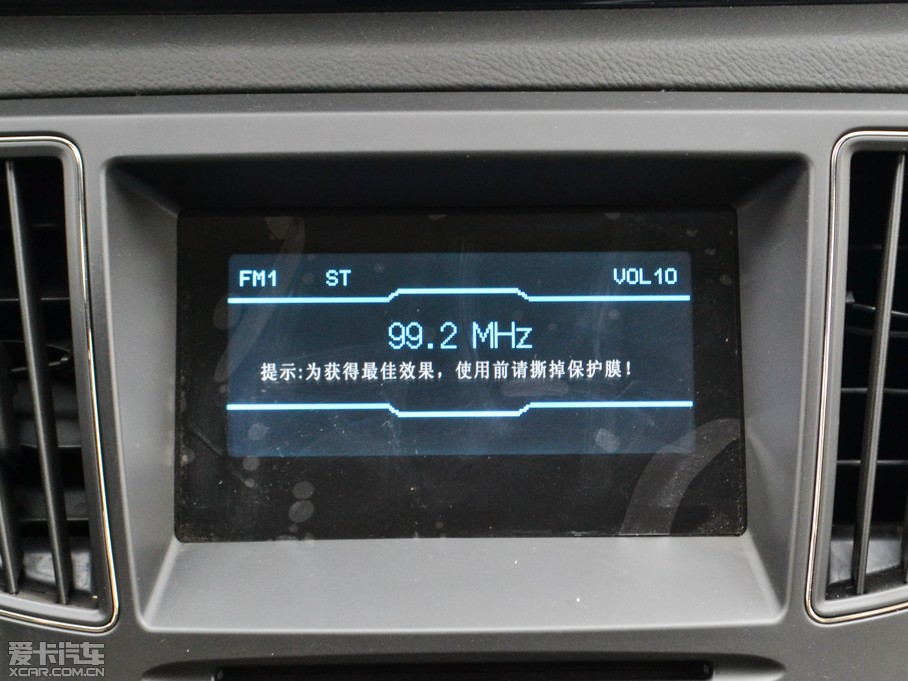 FM1 ST VOL10
99.2 MHz
提示:为获得最佳效果，使用前请撕掉保护膜！
爱卡汽车
XCAR.COM.CN